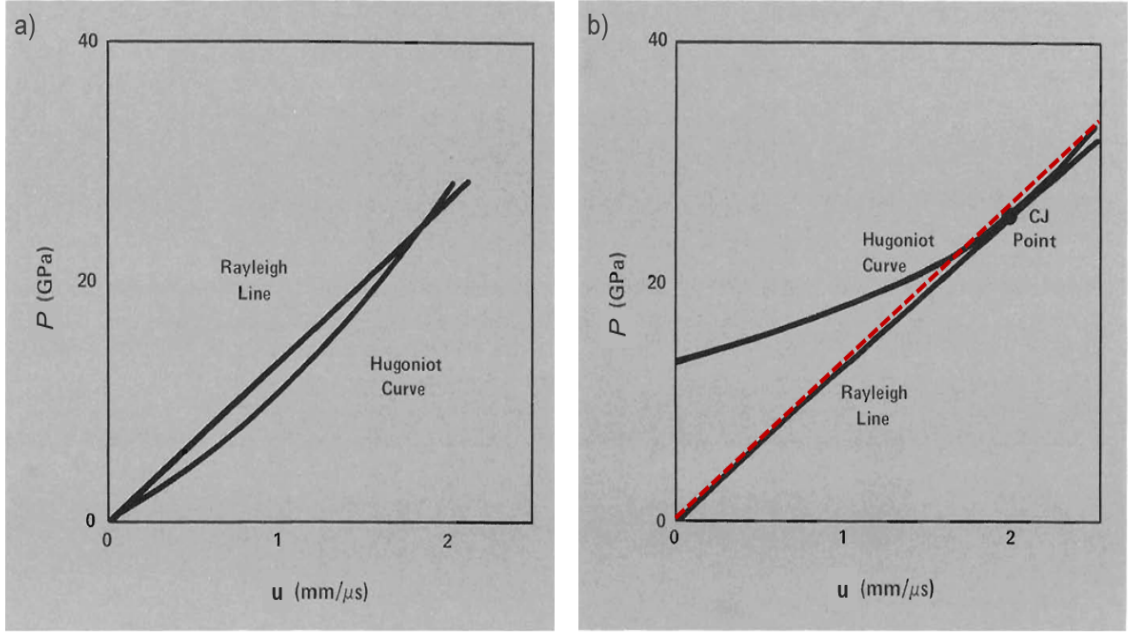 a)
40
20
0
P (GPa)
Rayleigh
Line
Hugoniot
Curve
0
1
2
u (mm/μs)
b)
40
20
0
P (GPa)
Hugoniot
Curve
CJ
Point
Rayleigh
Line
0
1
2
u (mm/μs)